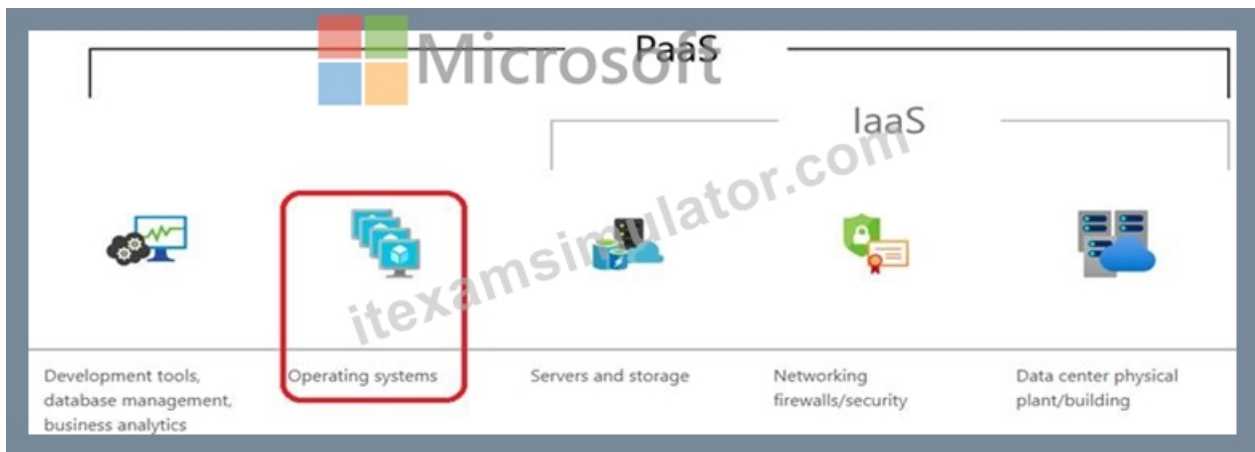 Microsoft
PaaS
IaaS
itexamsimulator.com
Development tools,
database management,
business analytics
Operating systems
Servers and storage
Networking
firewalls/security
Data center physical
plant/building